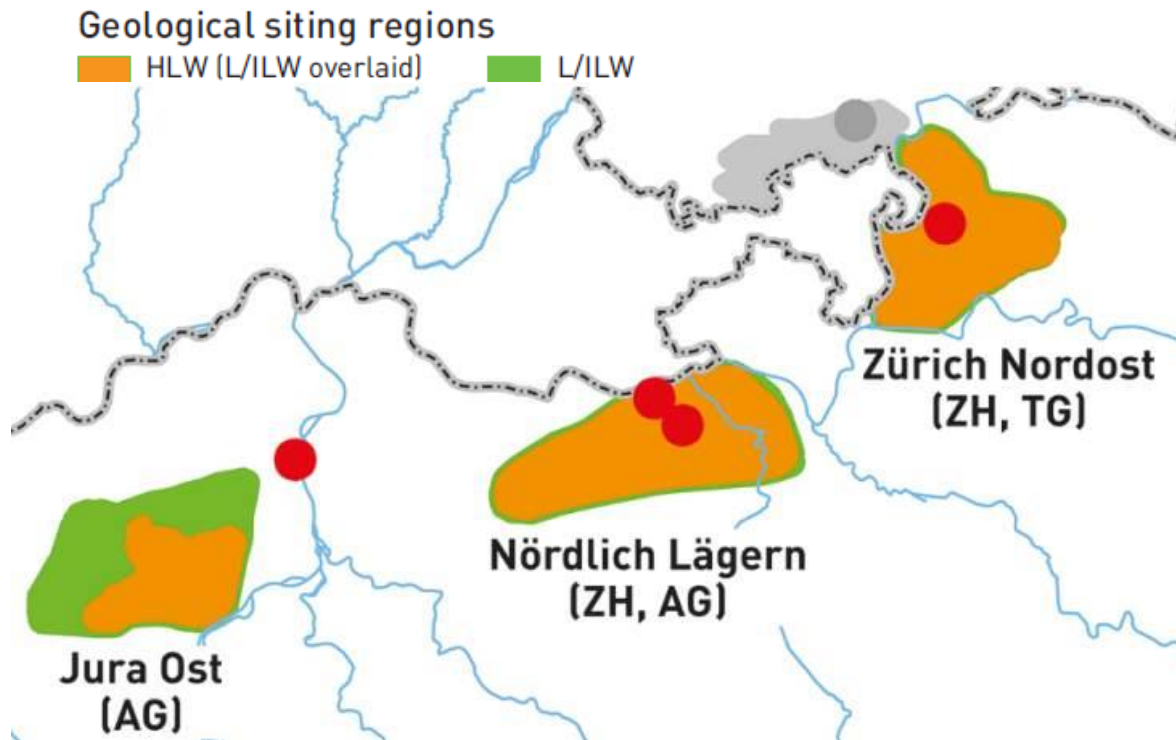 Geological siting regions
HLW (L/ILW overlaid)
L/ILW
Zürich Nordost
(ZH, TG)
Nördlich Lägern
(ZH, AG)
Jura Ost
(AG)